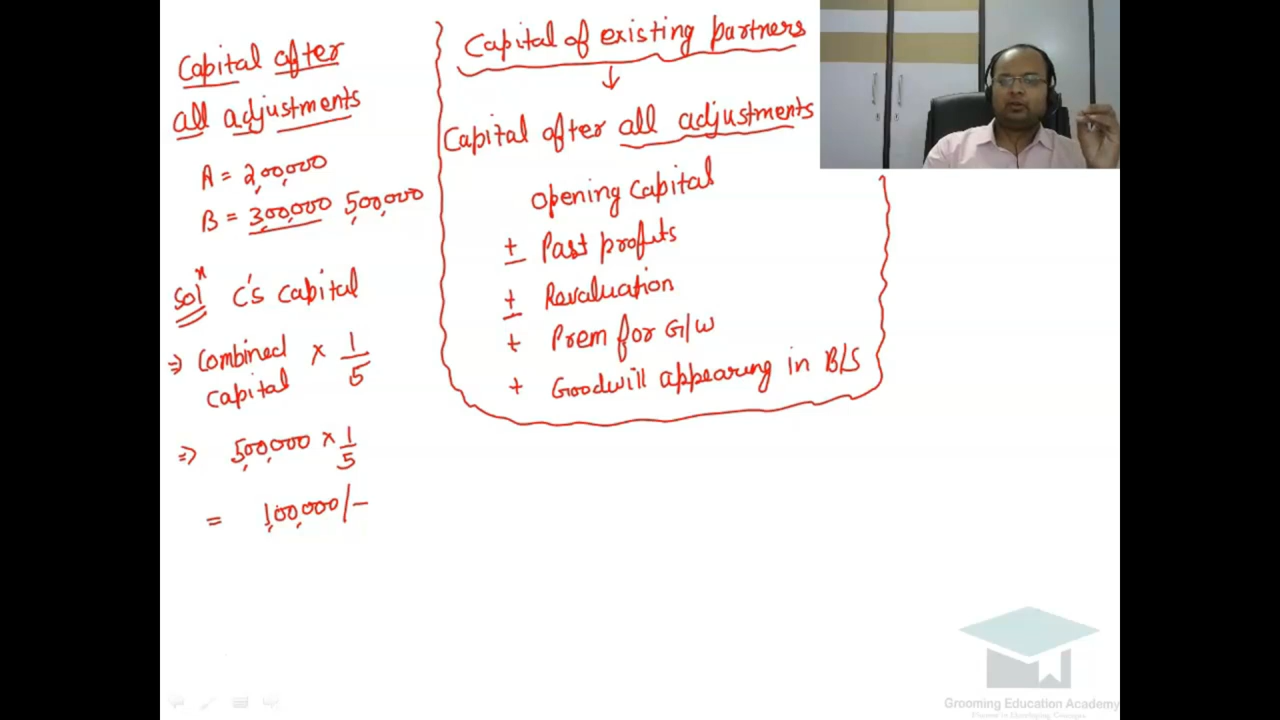 Capital after
all adjustments
A = 2,00,000
B = 3,00,000 5,00,000
Solⁿ C's capital
⇒ Combined capital × 1/5
⇒ 5,00,000 × 1/5
= 1,00,000/-
Capital of existing partners
↓
Capital after all adjustments
Opening Capital
± Past profits
± Revaluation
+ Prem for G/W
+ Goodwill appearing in B/S
Grooming Education Academy